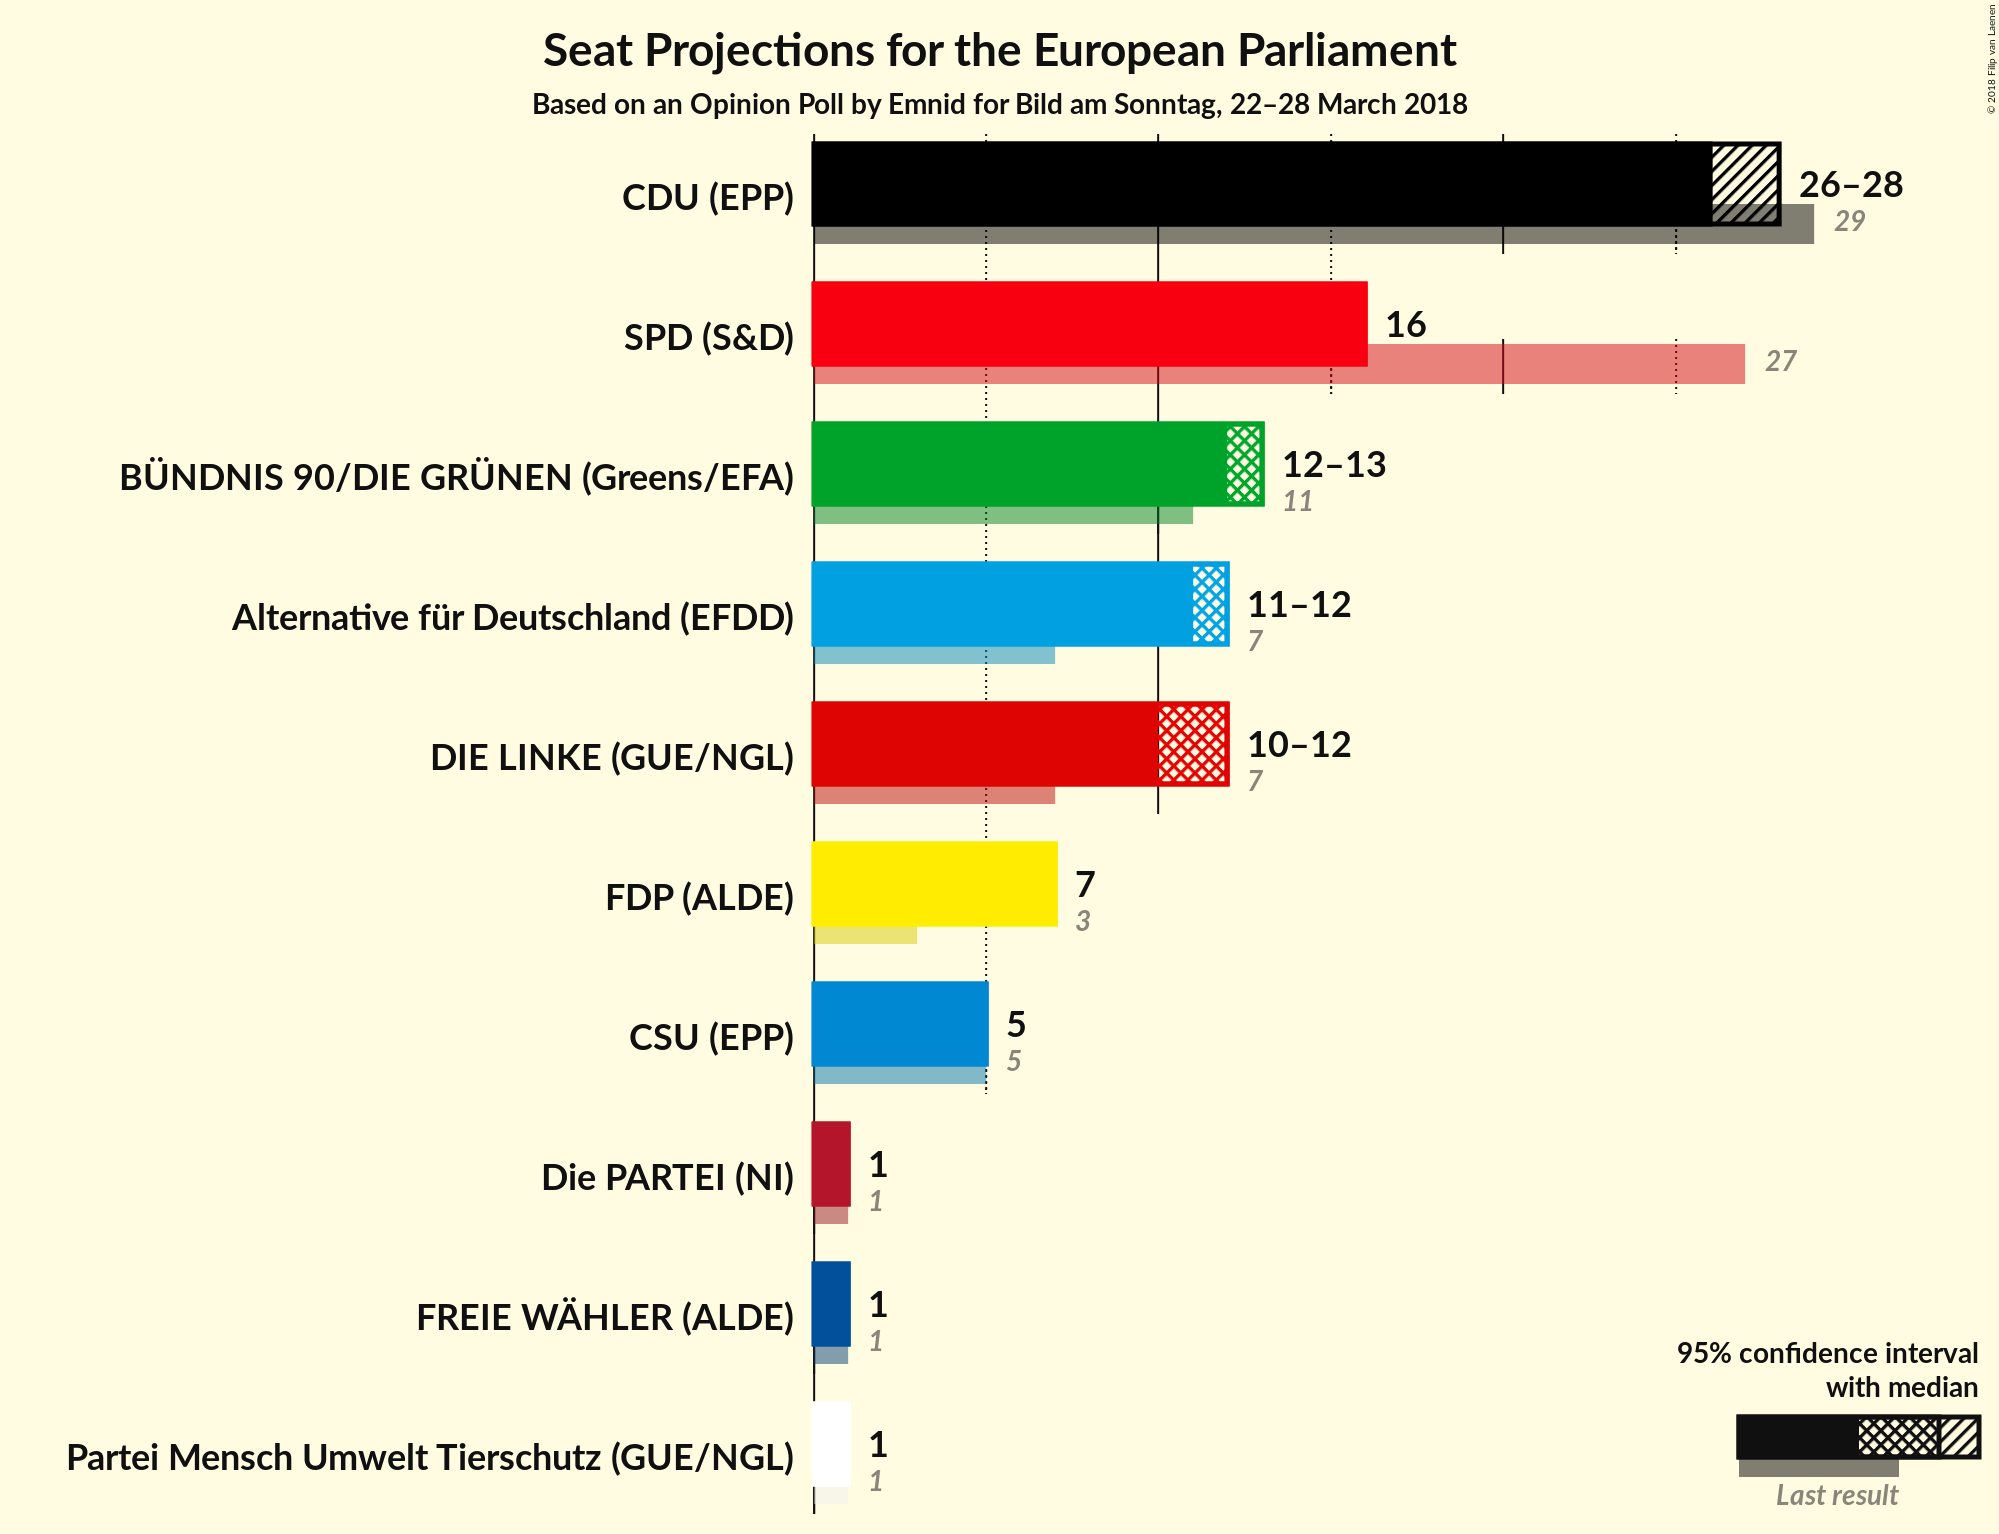 Seat Projections for the European Parliament
Based on an Opinion Poll by Emnid for Bild am Sonntag, 22–28 March 2018
© 2018 Filip van Laenen
CDU (EPP)
26–28
29
SPD (S&D)
16
27
BÜNDNIS 90/DIE GRÜNEN (Greens/EFA)
12–13
11
Alternative für Deutschland (EFDD)
11–12
7
DIE LINKE (GUE/NGL)
10–12
7
FDP (ALDE)
7
3
CSU (EPP)
5
5
Die PARTEI (NI)
1
1
FREIE WÄHLER (ALDE)
1
1
Partei Mensch Umwelt Tierschutz (GUE/NGL)
1
1
95% confidence interval
with median
Last result